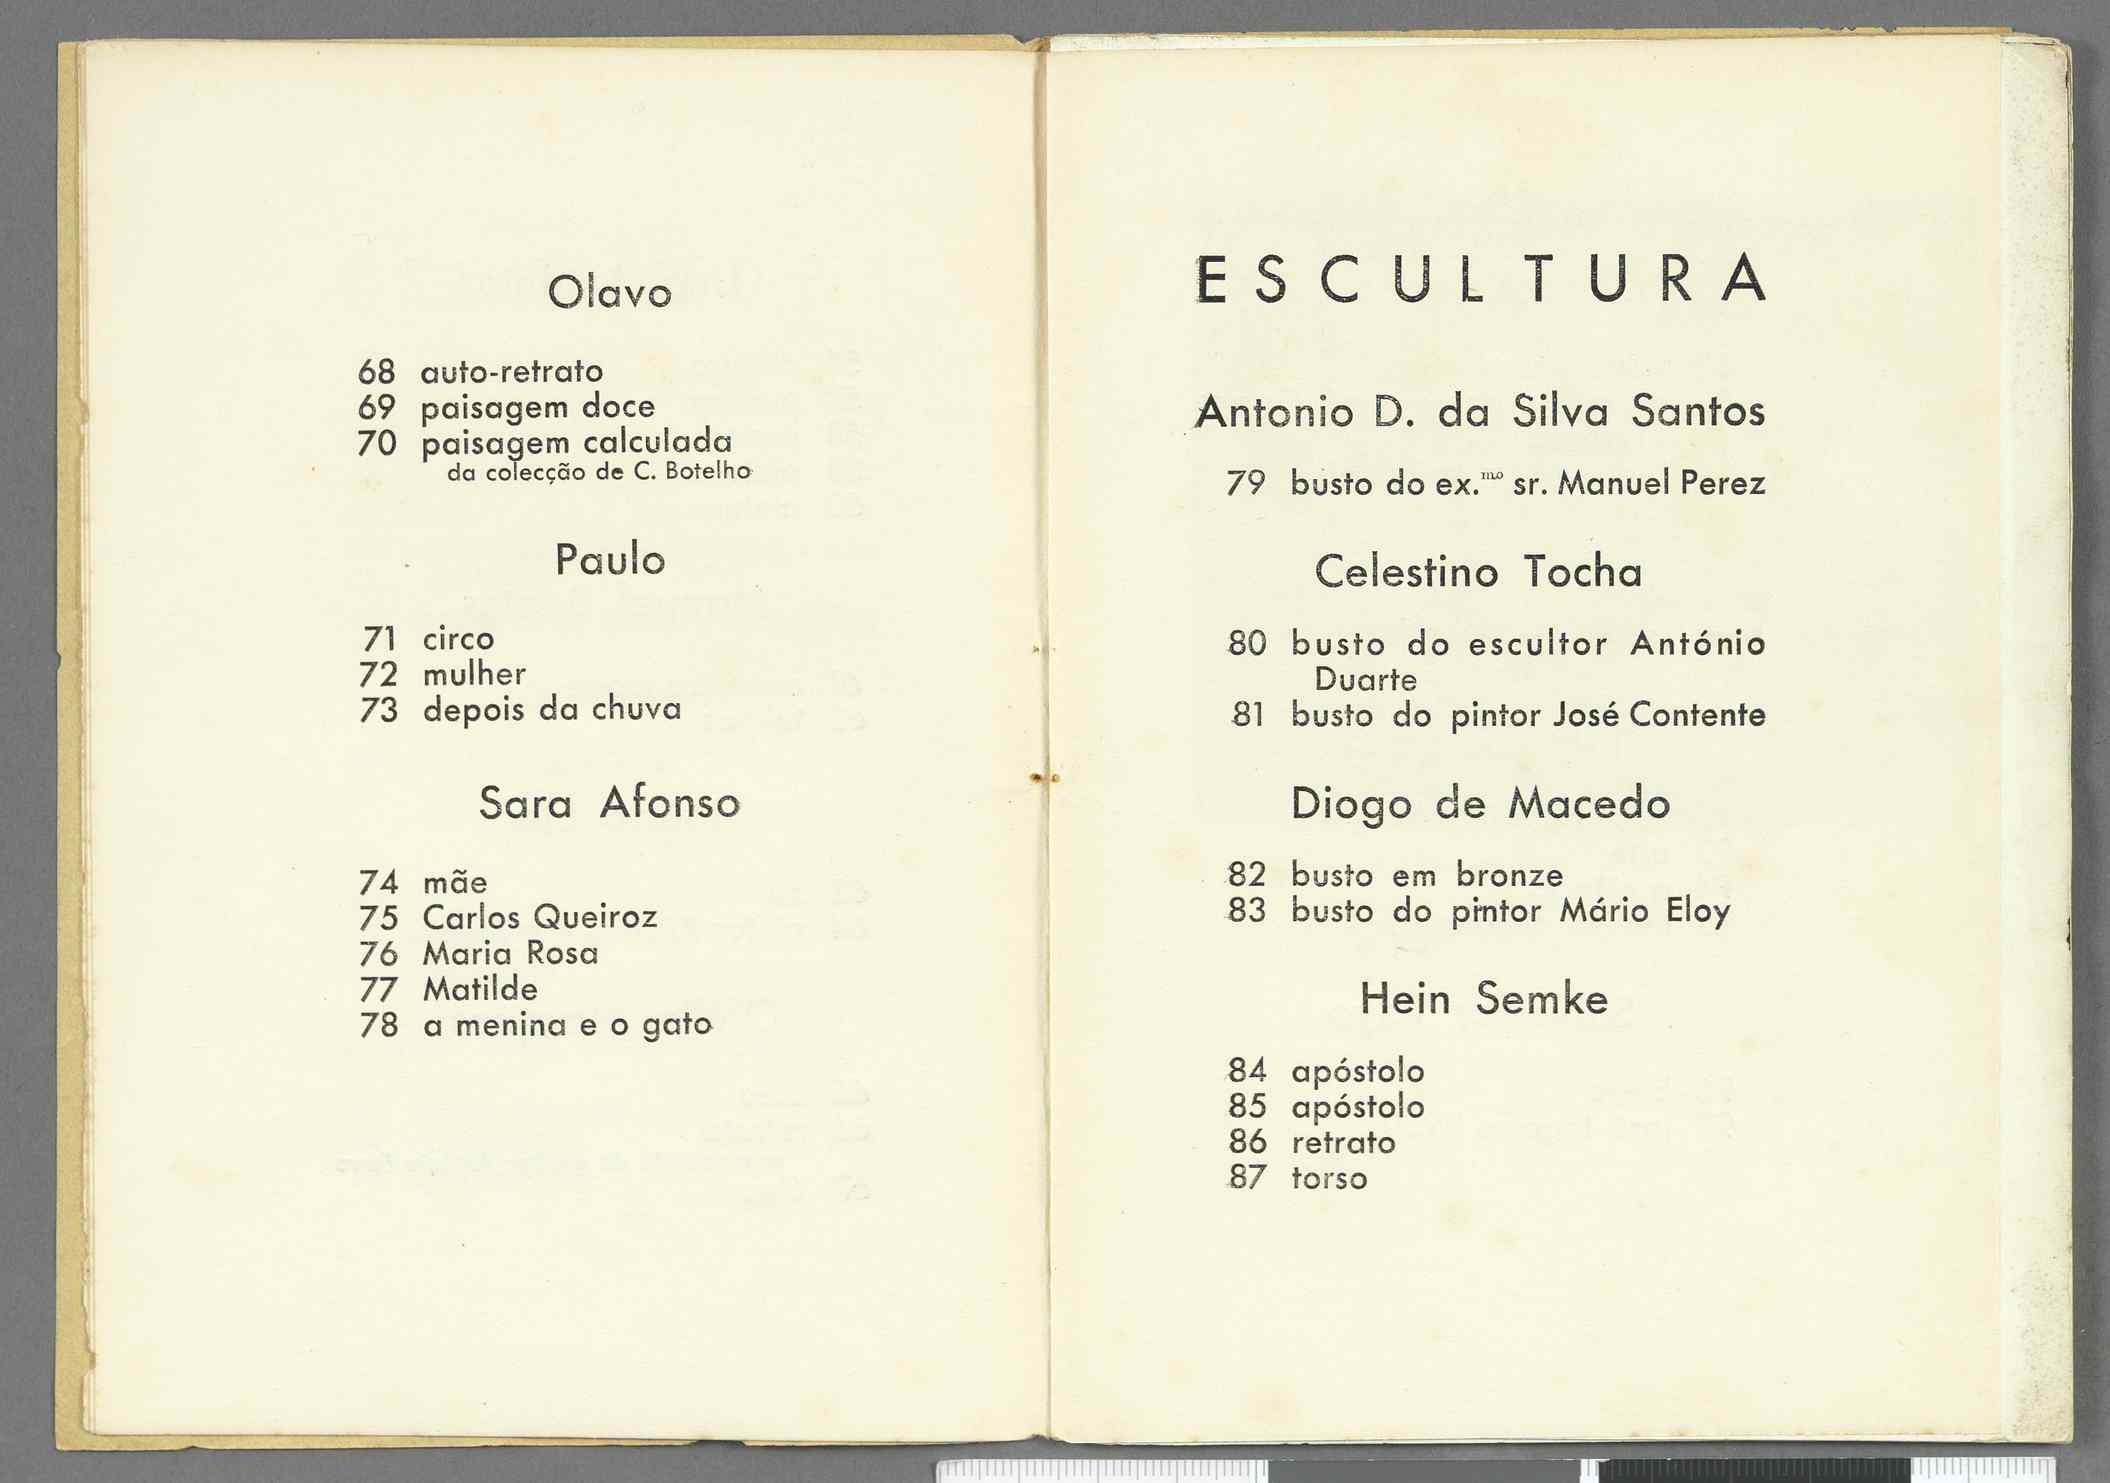 Olavo
68 auto-retrato
69 paisagem doce
70 paisagem calculada
da colecção de C. Botelho
Paulo
71 circo
72 mulher
73 depois da chuva
Sara Afonso
74 mãe
75 Carlos Queiroz
76 Maria Rosa
77 Matilde
78 a menina e o gato
ESCULTURA
Antonio D. da Silva Santos
79 busto do ex.mo sr. Manuel Perez
Celestino Tocha
80 busto do escultor António
Duarte
81 busto do pintor José Contente
Diogo de Macedo
82 busto em bronze
83 busto do pintor Mário Eloy
Hein Semke
84 apóstolo
85 apóstolo
86 retrato
87 torso